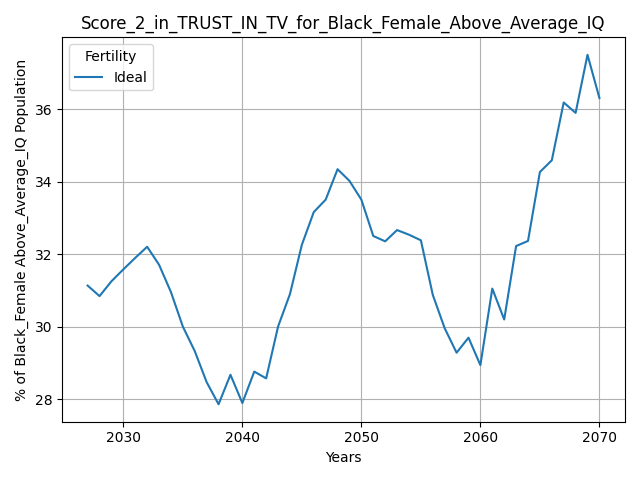 Score_2_in_TRUST_IN_TV_for_Black_Female_Above_Average_IQ
% of Black_Female Above_Average_IQ Population
Fertility
Ideal
36
34
32
30
28
2030
2040
2050
2060
2070
Years